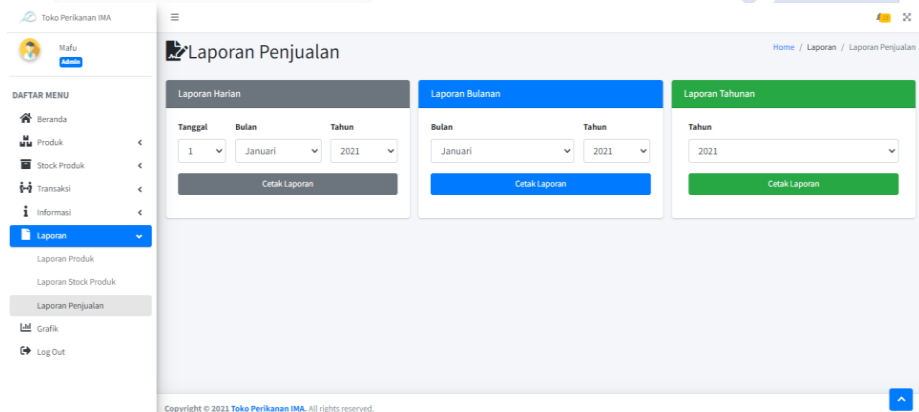 Toko Perikanan IMA
Mafu
Admin
DAFTAR MENU
Beranda
Produk
Stock Produk
Transaksi
Informasi
Laporan
Laporan Produk
Laporan Stock Produk
Laporan Penjualan
Grafik
Log Out
Laporan Penjualan
Home / Laporan / Laporan Penjualan
Laporan Harian
Tanggal Bulan Tahun
1 Januari 2021
Cetak Laporan
Laporan Bulanan
Bulan Tahun
Januari 2021
Cetak Laporan
Laporan Tahunan
Tahun
2021
Cetak Laporan
Copyright © 2021 Toko Perikanan IMA. All rights reserved.